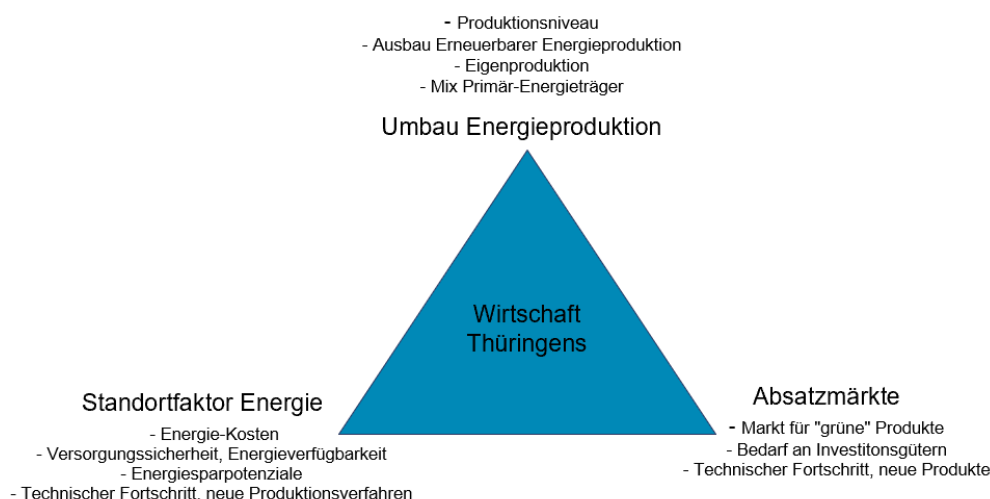 - Produktionsniveau
- Ausbau Erneuerbarer Energieproduktion
- Eigenproduktion
- Mix Primär-Energieträger
Umbau Energieproduktion
Wirtschaft
Thüringens
Standortfaktor Energie
- Energie-Kosten
- Versorgungssicherheit, Energieverfügbarkeit
- Energiesparpotenziale
- Technischer Fortschritt, neue Produktionsverfahren
Absatzmärkte
- Markt für "grüne" Produkte
- Bedarf an Investitonsgütern
- Technischer Fortschritt, neue Produkte